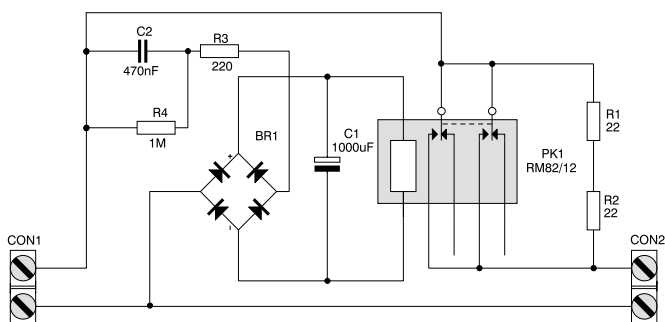 C2
470nF
R3
220
R4
1M
BR1
+
-
C1
1000uF
PK1
RM82/12
R1
22
R2
22
CON1
CON2